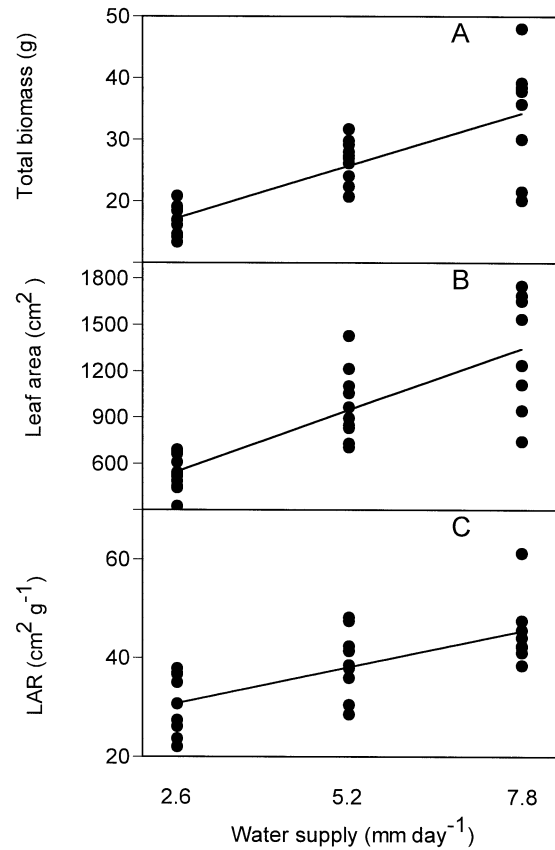 50
A
40
30
20
Total biomass (g)
1800
B
1500
1200
900
600
Leaf area (cm²)
C
60
40
20
LAR (cm² g⁻¹)
2.6 5.2 7.8
Water supply (mm day⁻¹)